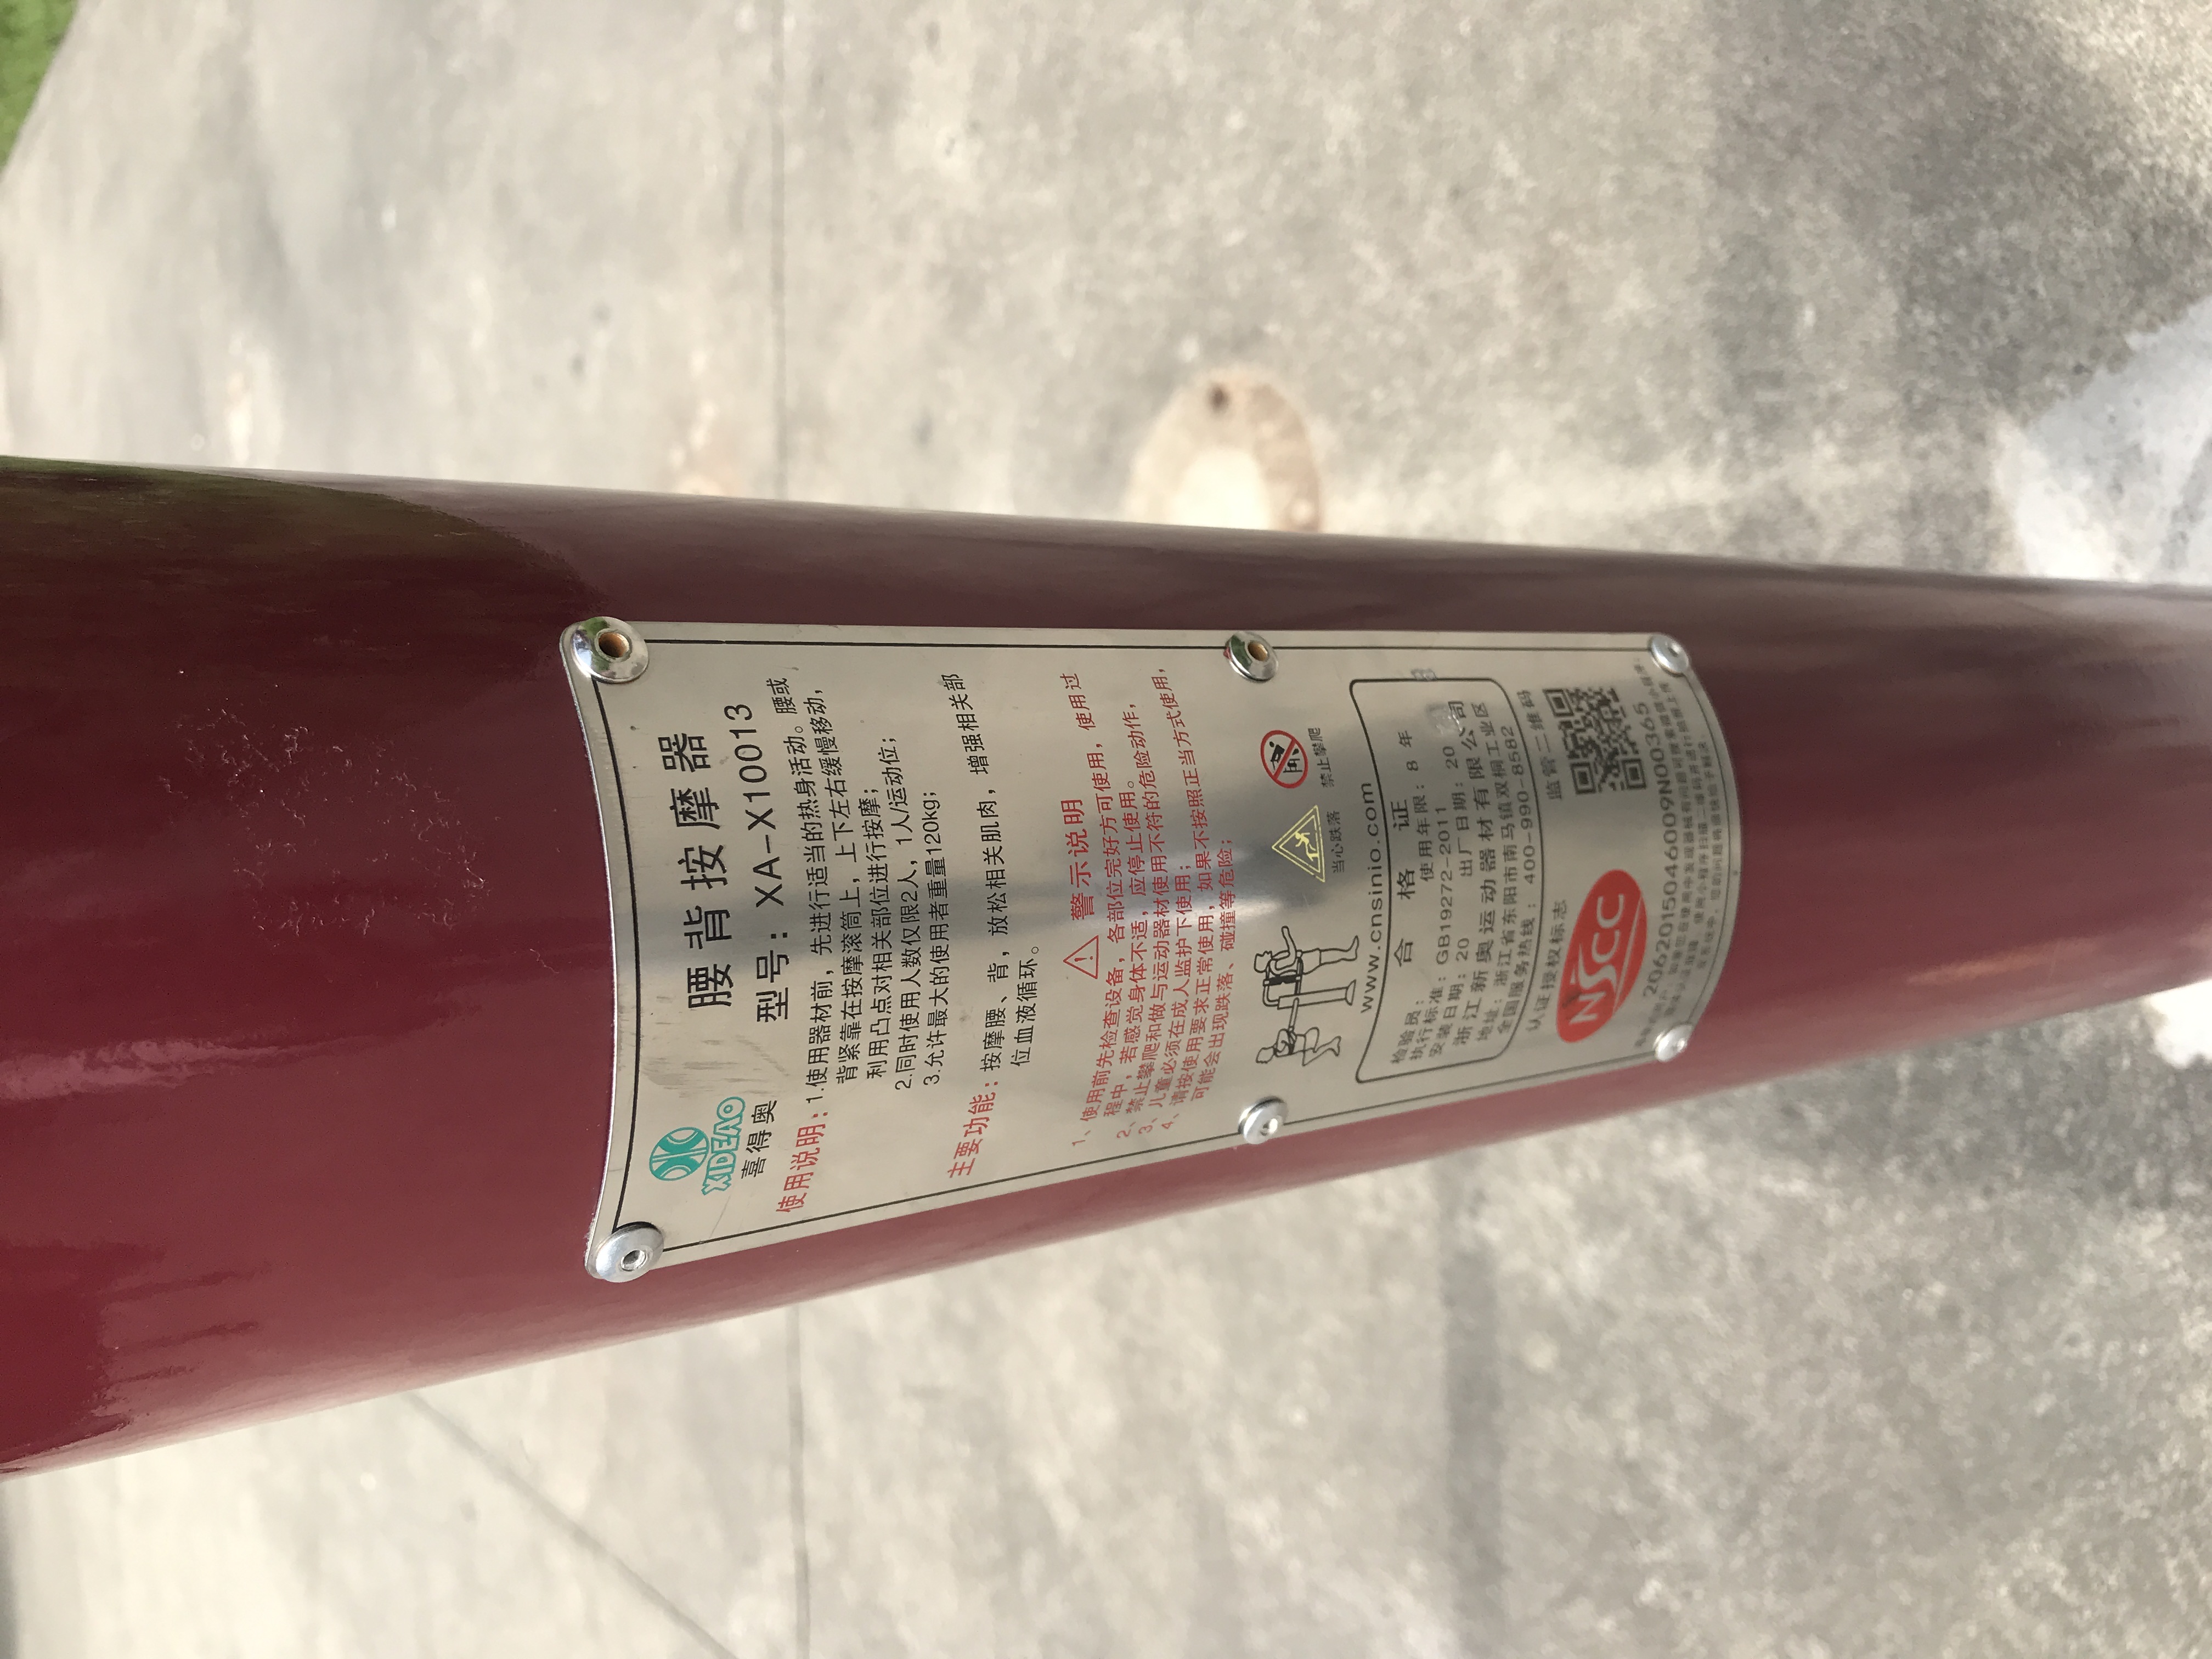 XIDEAO
喜得奥
腰背按摩器
型号：XA-X10013
使用说明：1.使用器材前，先进行适当的热身活动。腰或
背紧靠在按摩滚筒上，上下左右缓慢移动，
利用凸点对相关部位进行按摩；
2.同时使用人数仅限2人，1人/运动位；
3.允许最大的使用者重量120kg；
主要功能：按摩腰、背，放松相关肌肉，增强相关部
位血液循环。
警示说明
1、使用前先检查设备，各部位完好方可使用，使用过
程中，若感觉身体不适，应停止使用。
2、禁止攀爬和做与运动器材使用不符的危险动作，
3、儿童必须在成人监护下使用；
4、请按使用要求正常使用，如果不按照正当方式使用，
可能会出现跌落、碰撞等危险；
当心跌落
禁止攀爬
www.cnsinio.com
合格证
检验员： 使用年限：8年
执行标准：GB19272-2011
安装日期：20 出厂日期：20
浙江新奥运动器材有限公司
地址：浙江省东阳市南马镇双桐工业区
全国服务热线：400-990-8582
认证授权标志 监管二维码
NSCC
20620150460​09N00365